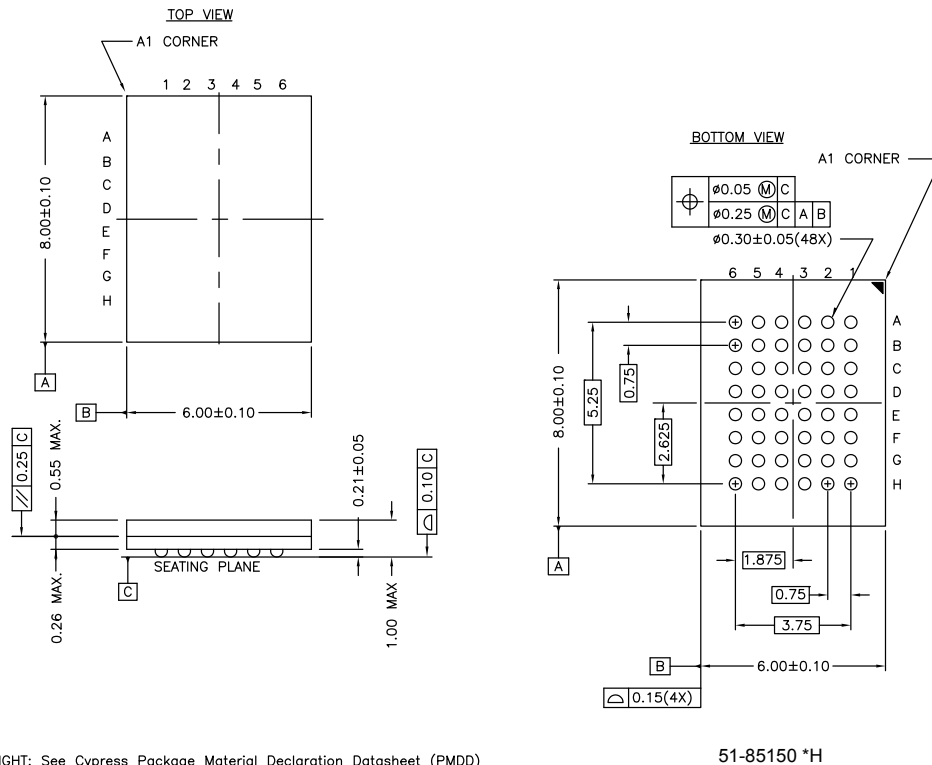 TOP VIEW
A1 CORNER
1 2 3 4 5 6
A
B
C
D
E
F
G
H
8.00±0.10
A
B
6.00±0.10
// 0.25 C
0.55 MAX.
0.26 MAX.
SEATING PLANE
C
0.21±0.05
⌓ 0.10 C
1.00 MAX
BOTTOM VIEW
A1 CORNER
⌖ ø0.05 Ⓜ C
ø0.25 Ⓜ C A B
ø0.30±0.05(48X)
6 5 4 3 2 1
A
B
C
D
E
F
G
H
8.00±0.10
5.25
0.75
2.625
A
1.875
0.75
3.75
B
6.00±0.10
⌓ 0.15(4X)
IGHT: See Cypress Package Material Declaration Datasheet (PMDD)
51-85150 *H